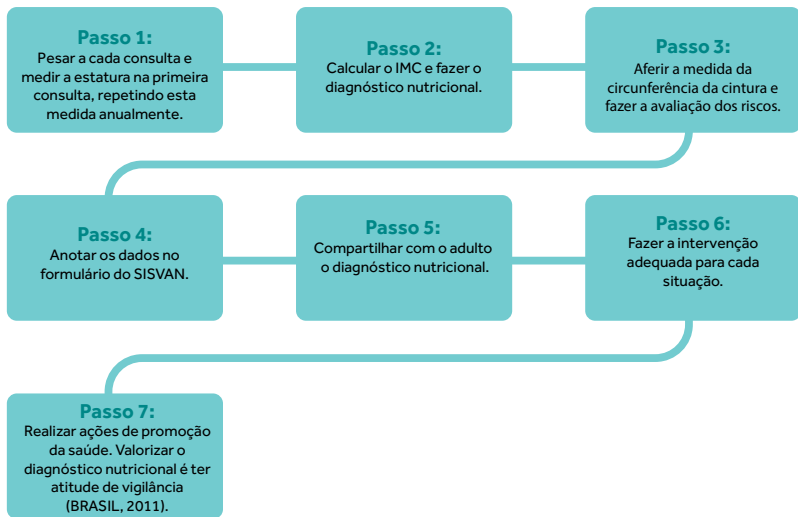 Passo 1:
Pesar a cada consulta e
medir a estatura na primeira
consulta, repetindo esta
medida anualmente.
Passo 2:
Calcular o IMC e fazer o
diagnóstico nutricional.
Passo 3:
Aferir a medida da
circunferência da cintura e
fazer a avaliação dos riscos.
Passo 4:
Anotar os dados no
formulário do SISVAN.
Passo 5:
Compartilhar com o adulto
o diagnóstico nutricional.
Passo 6:
Fazer a intervenção
adequada para cada
situação.
Passo 7:
Realizar ações de promoção
da saúde. Valorizar o
diagnóstico nutricional é ter
atitude de vigilância
(BRASIL, 2011).